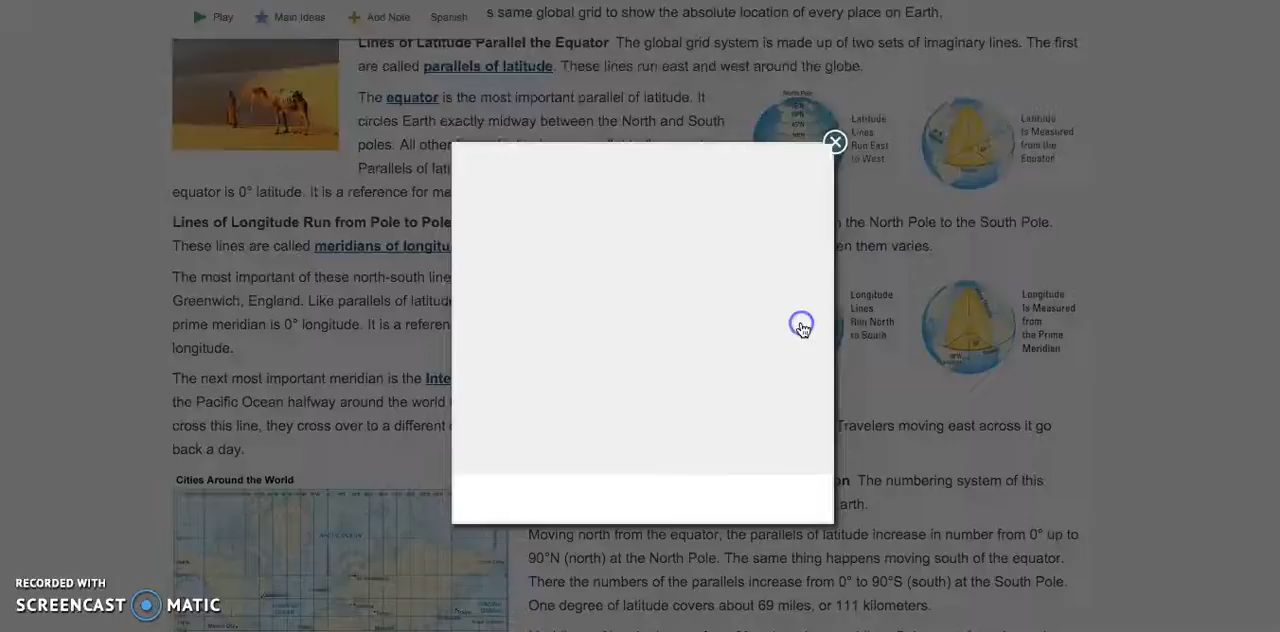 Play Main Ideas Add Note Spanish
s same global grid to show the absolute location of every place on Earth,
Lines of Latitude Parallel the Equator The global grid system is made up of two sets of imaginary lines. The first
are called parallels of latitude. These lines run east and west around the globe.
The equator is the most important parallel of latitude. It
circles Earth exactly midway between the North and South
poles. All other
Parallels of lati
equator is 0° latitude. It is a reference for me
North Pole
Latitude
Lines
Run East
to West
Latitude
Is Measured
from the
Equator
Lines of Longitude Run from Pole to Pole
the North Pole to the South Pole.
These lines are called meridians of longitu
en them varies.
The most important of these north-south line
Greenwich, England. Like parallels of latitude
prime meridian is 0° longitude. It is a referen
longitude.
Longitude
Lines
Run North
to South
Longitude
Is Measured
from
the Prime
Meridian
The next most important meridian is the Inte
the Pacific Ocean halfway around the world
cross this line, they cross over to a different
Travelers moving east across it go
back a day.
Cities Around the World
on The numbering system of this
arth.
Moving north from the equator, the parallels of latitude increase in number from 0° up to
90°N (north) at the North Pole. The same thing happens moving south of the equator.
There the numbers of the parallels increase from 0° to 90°S (south) at the South Pole.
One degree of latitude covers about 69 miles, or 111 kilometers.
ARCTIC OCEAN
RECORDED WITH
SCREENCAST MATIC